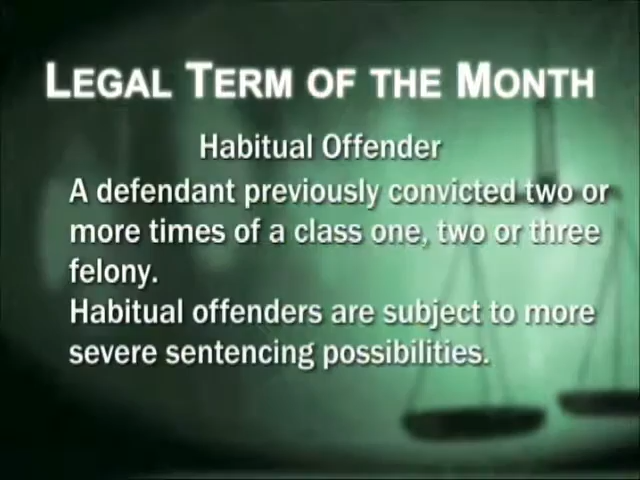 LEGAL TERM OF THE MONTH
Habitual Offender
A defendant previously convicted two or
more times of a class one, two or three
felony.
Habitual offenders are subject to more
severe sentencing possibilities.